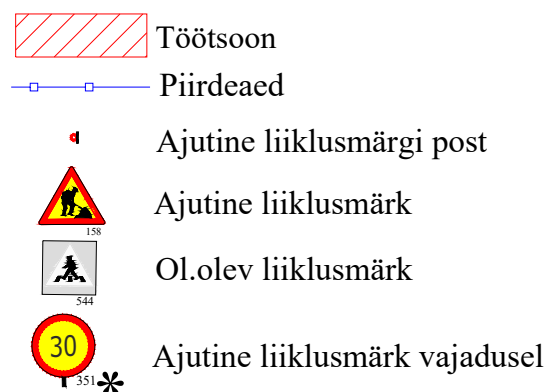 Töötsoon
Piirdeaed
Ajutine liiklusmärgi post
Ajutine liiklusmärk
158
Ol.olev liiklusmärk
544
30
Ajutine liiklusmärk vajadusel
351*